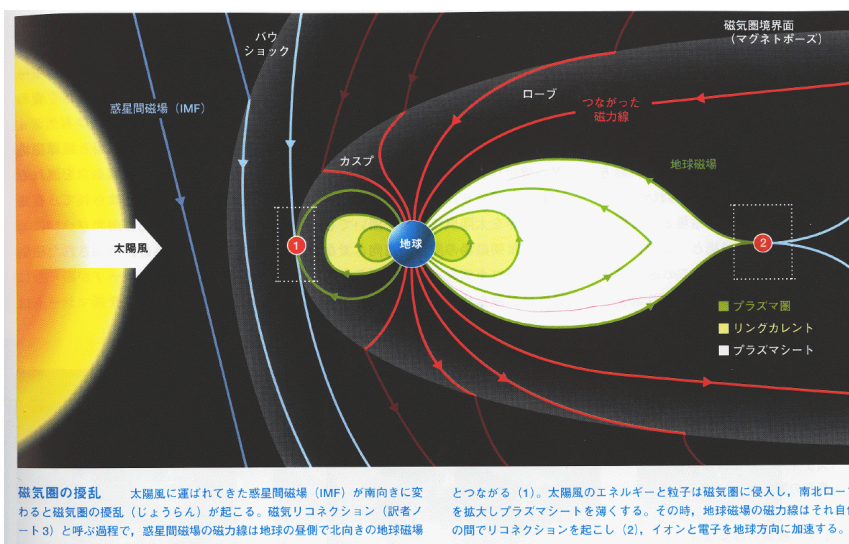 バウ
ショック
磁気圏境界面
（マグネトポーズ）
惑星間磁場（IMF）
ローブ
つながった
磁力線
カスプ
地球磁場
太陽風
1
地球
2
プラズマ圏
リングカレント
プラズマシート
磁気圏の擾乱　太陽風に運ばれてきた惑星間磁場（IMF）が南向きに変
わると磁気圏の擾乱（じょうらん）が起こる。磁気リコネクション（訳者ノ
ート3）と呼ぶ過程で，惑星間磁場の磁力線は地球の昼側で北向きの地球磁場
とつながる（1）。太陽風のエネルギーと粒子は磁気圏に侵入し，南北ローブ
を拡大しプラズマシートを薄くする。その時，地球磁場の磁力線はそれ自
の間でリコネクションを起こし（2），イオンと電子を地球方向に加速する。